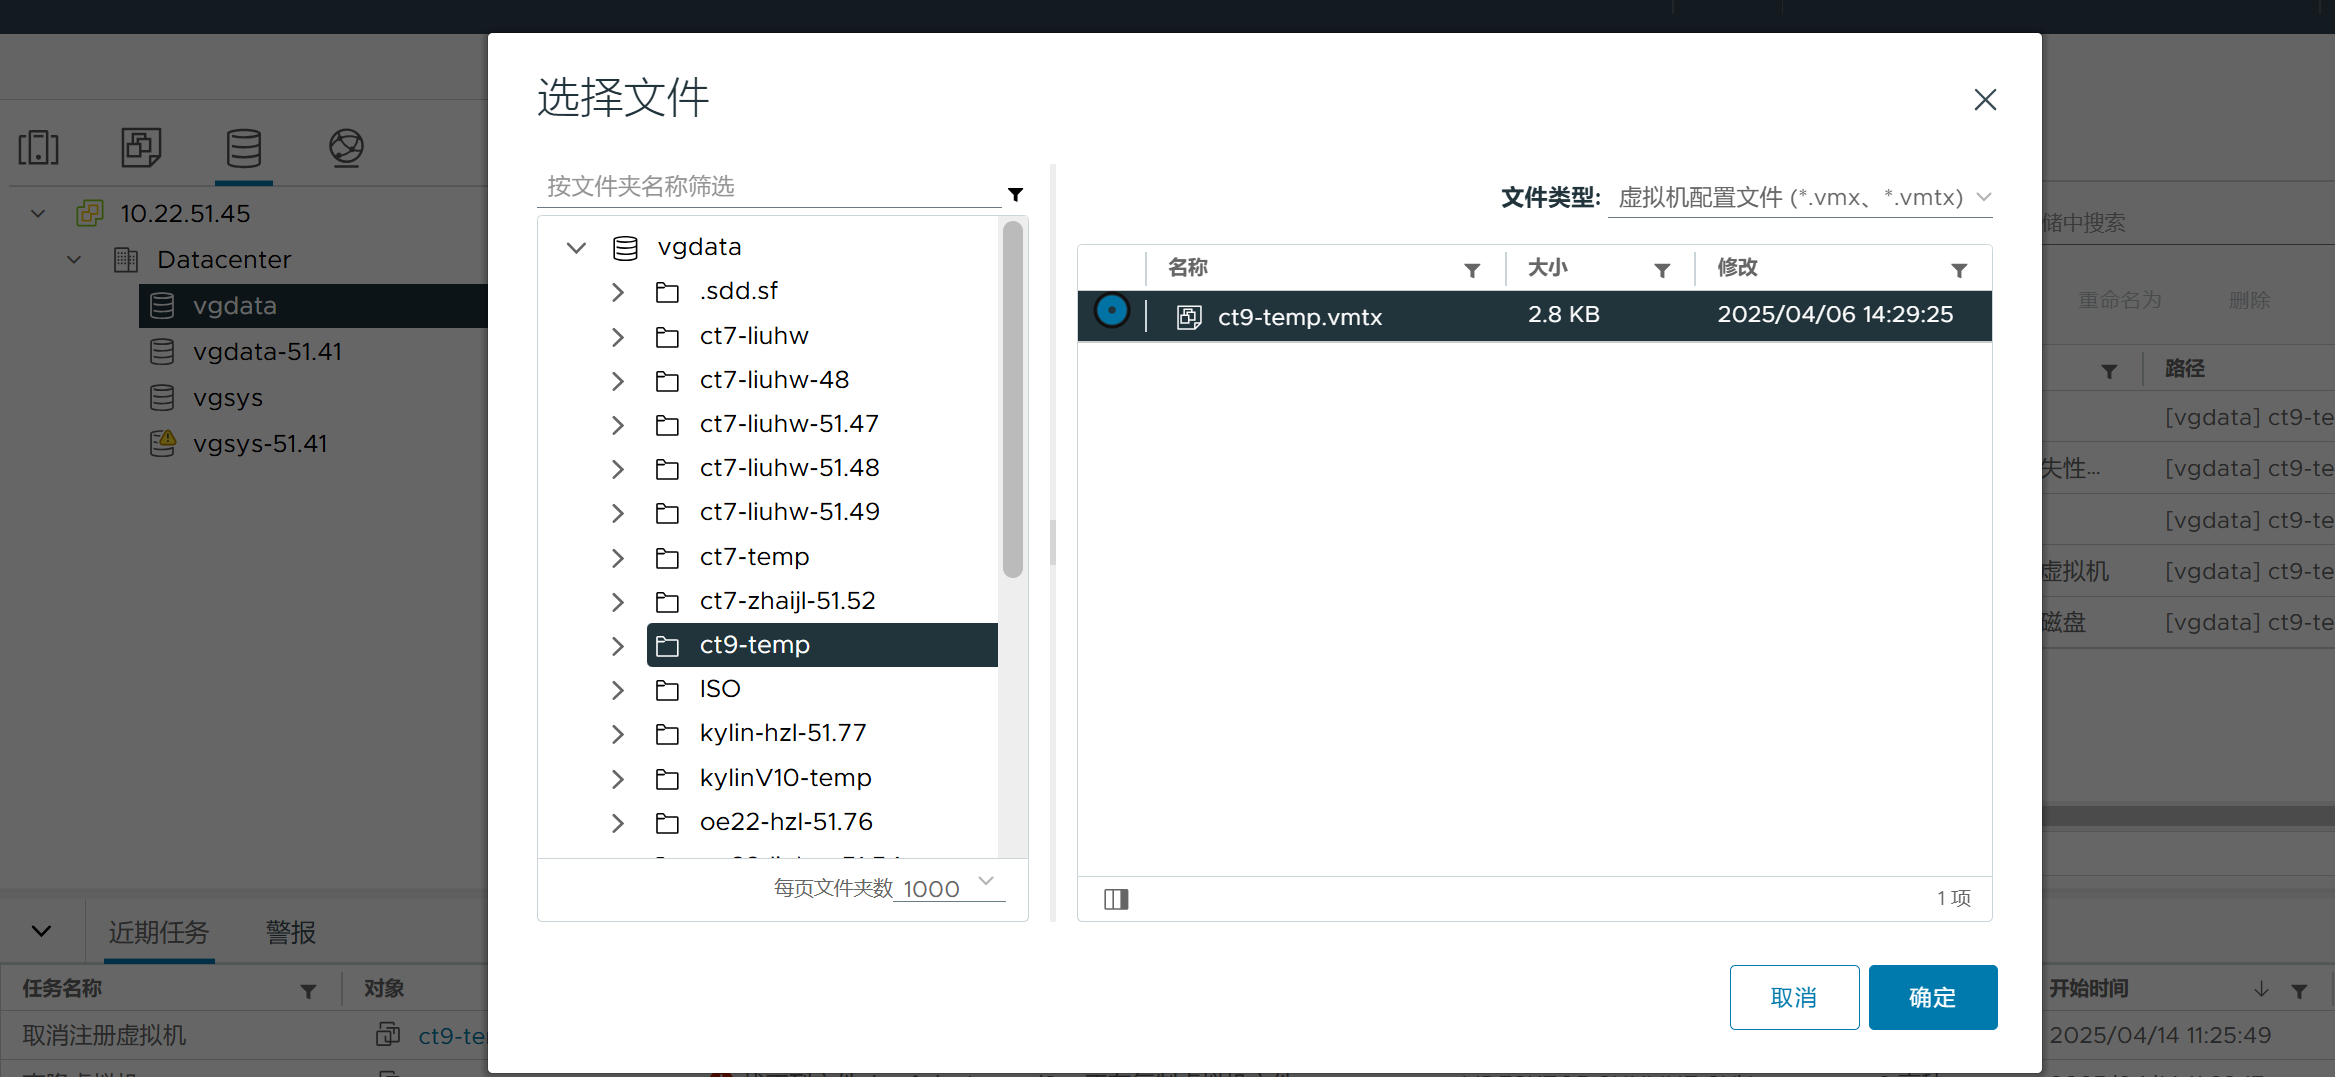 选择文件
按文件夹名称筛选
文件类型: 虚拟机配置文件 (*.vmx、*.vmtx)
vgdata
.sdd.sf
ct7-liuhw
ct7-liuhw-48
ct7-liuhw-51.47
ct7-liuhw-51.48
ct7-liuhw-51.49
ct7-temp
ct7-zhaijl-51.52
ct9-temp
ISO
kylin-hzl-51.77
kylinV10-temp
oe22-hzl-51.76
每页文件夹数 1000
名称 大小 修改
ct9-temp.vmtx 2.8 KB 2025/04/06 14:29:25
1 项
取消 确定
10.22.51.45
Datacenter
vgdata
vgdata-51.41
vgsys
vgsys-51.41
储中搜索
重命名为 删除
路径
[vgdata] ct9-te
失性... [vgdata] ct9-te
[vgdata] ct9-te
虚拟机 [vgdata] ct9-te
磁盘 [vgdata] ct9-te
近期任务 警报
任务名称 对象 开始时间
取消注册虚拟机 ct9-te 2025/04/14 11:25:49